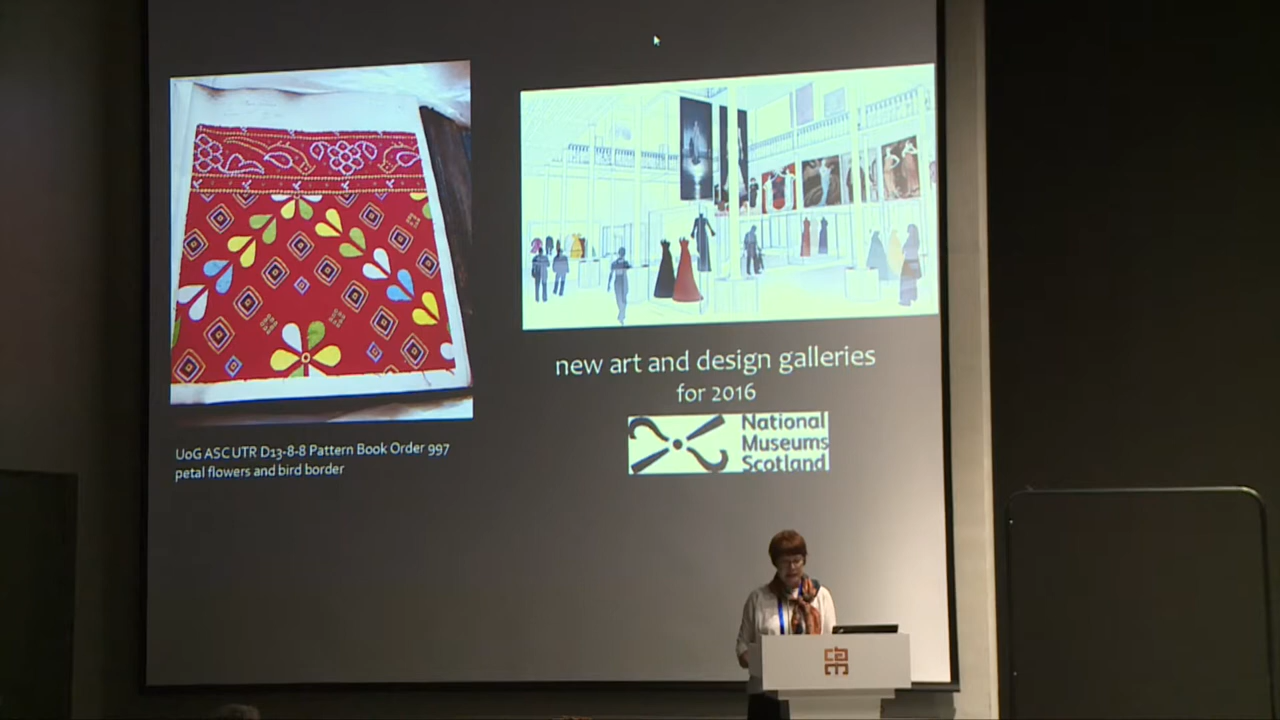 UoG ASC UTR D13-8-8 Pattern Book Order 997
petal flowers and bird border
new art and design galleries
for 2016
National
Museums
Scotland